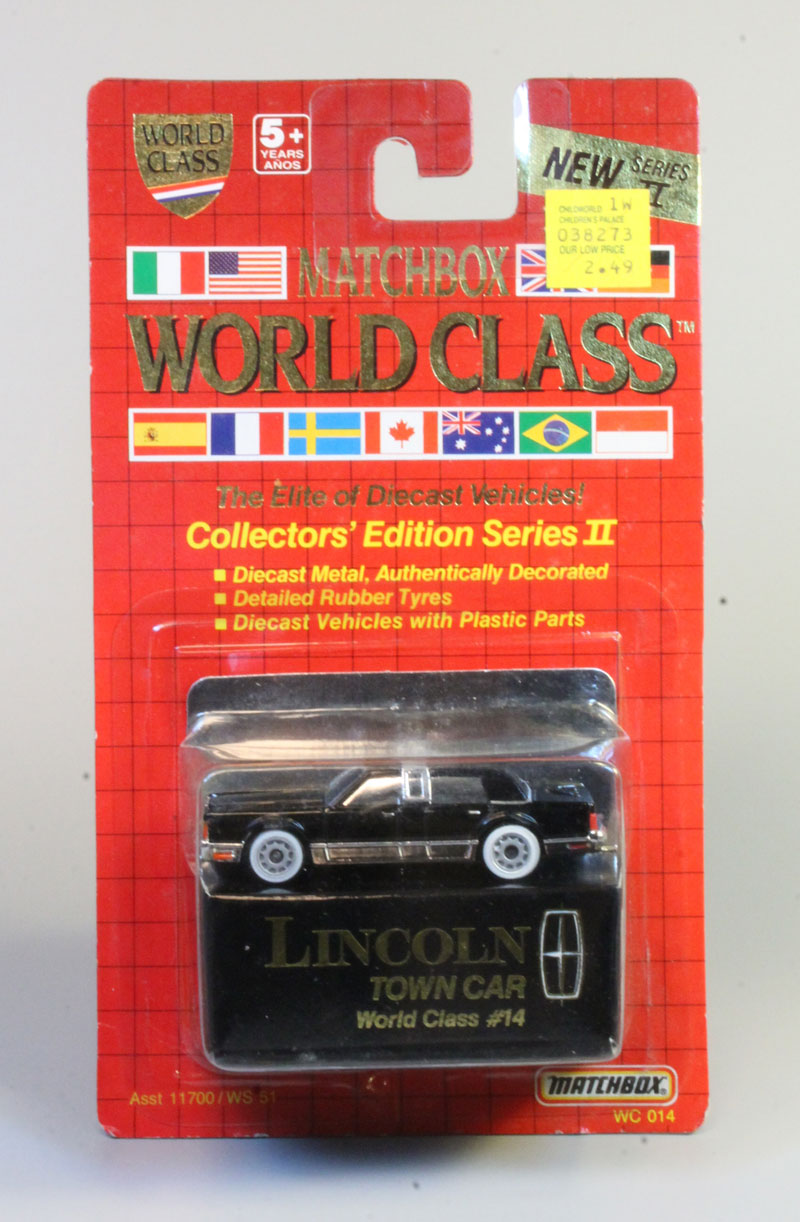 WORLD
CLASS
5+
YEARS
AÑOS
NEW SERIES
II
CHILDWORLD 1W
CHILDREN'S PALACE
038273
OUR LOW PRICE
2.49
MATCHBOX
WORLD CLASS™
The Elite of Diecast Vehicles!
Collectors' Edition Series II
■ Diecast Metal, Authentically Decorated
■ Detailed Rubber Tyres
■ Diecast Vehicles with Plastic Parts
LINCOLN
TOWN CAR
World Class #14
Asst 11700/WS 51
MATCHBOX®
WC 014